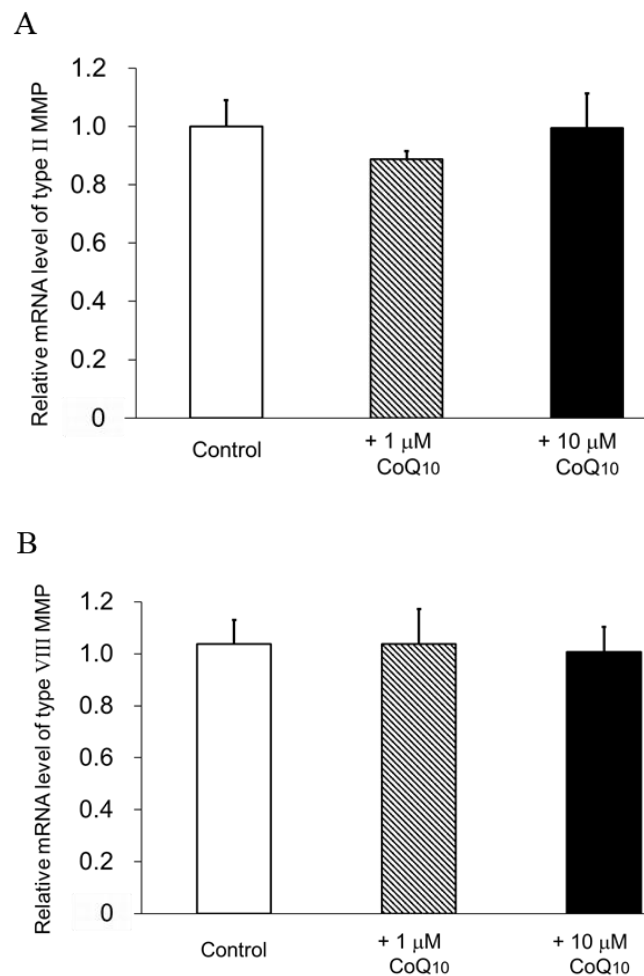 A
Relative mRNA level of type II MMP
1.2
1.0
0.8
0.6
0.4
0.2
0
Control
+ 1 μM
CoQ10
+ 10 μM
CoQ10
B
Relative mRNA level of type VIII MMP
1.2
1.0
0.8
0.6
0.4
0.2
0
Control
+ 1 μM
CoQ10
+ 10 μM
CoQ10